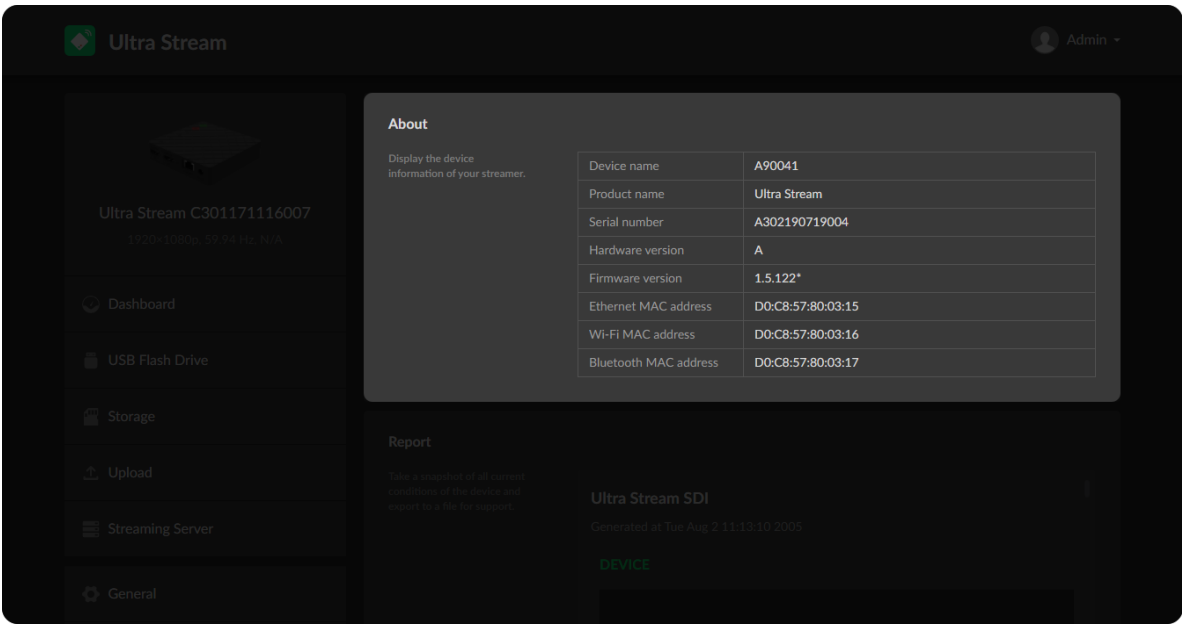 Ultra Stream
Admin
Ultra Stream C301171116007
1920×1080p, 59.94 Hz, N/A
Dashboard
USB Flash Drive
Storage
Upload
Streaming Server
General
About
Display the device
information of your streamer.
Device name A90041
Product name Ultra Stream
Serial number A302190719004
Hardware version A
Firmware version 1.5.122*
Ethernet MAC address D0:C8:57:80:03:15
Wi-Fi MAC address D0:C8:57:80:03:16
Bluetooth MAC address D0:C8:57:80:03:17
Report
Take a snapshot of all current
conditions of the device and
export to a file for support.
Ultra Stream SDI
Generated at Tue Aug 2 11:13:10 2005
DEVICE